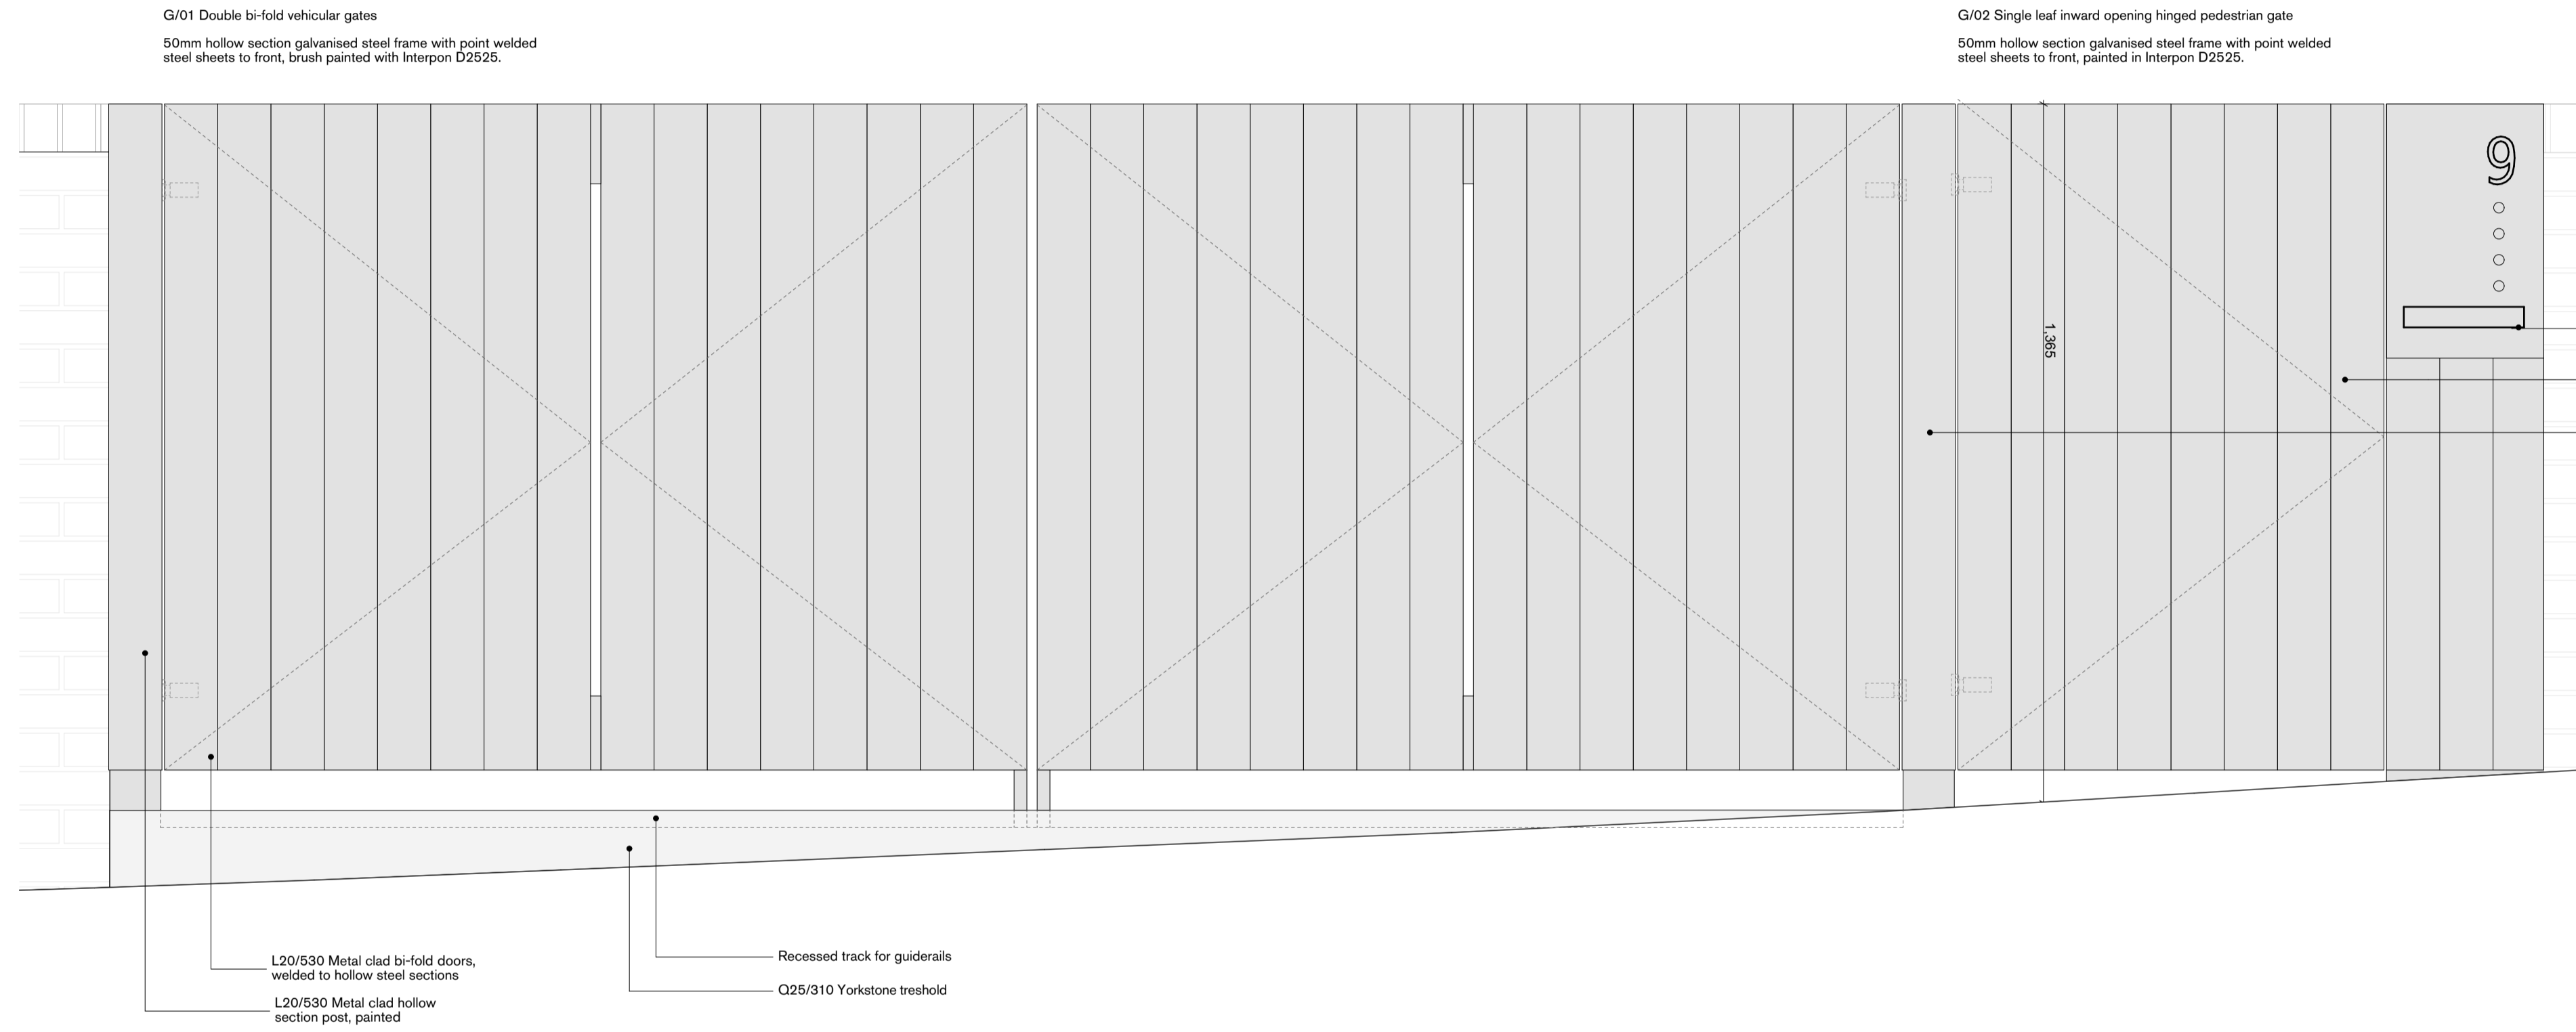 G/01 Double bi-fold vehicular gates
50mm hollow section galvanised steel frame with point welded
steel sheets to front, brush painted with Interpon D2525.
G/02 Single leaf inward opening hinged pedestrian gate
50mm hollow section galvanised steel frame with point welded
steel sheets to front, painted in Interpon D2525.
9
1,365
L20/530 Metal clad bi-fold doors,
welded to hollow steel sections
L20/530 Metal clad hollow
section post, painted
Recessed track for guiderails
Q25/310 Yorkstone treshold